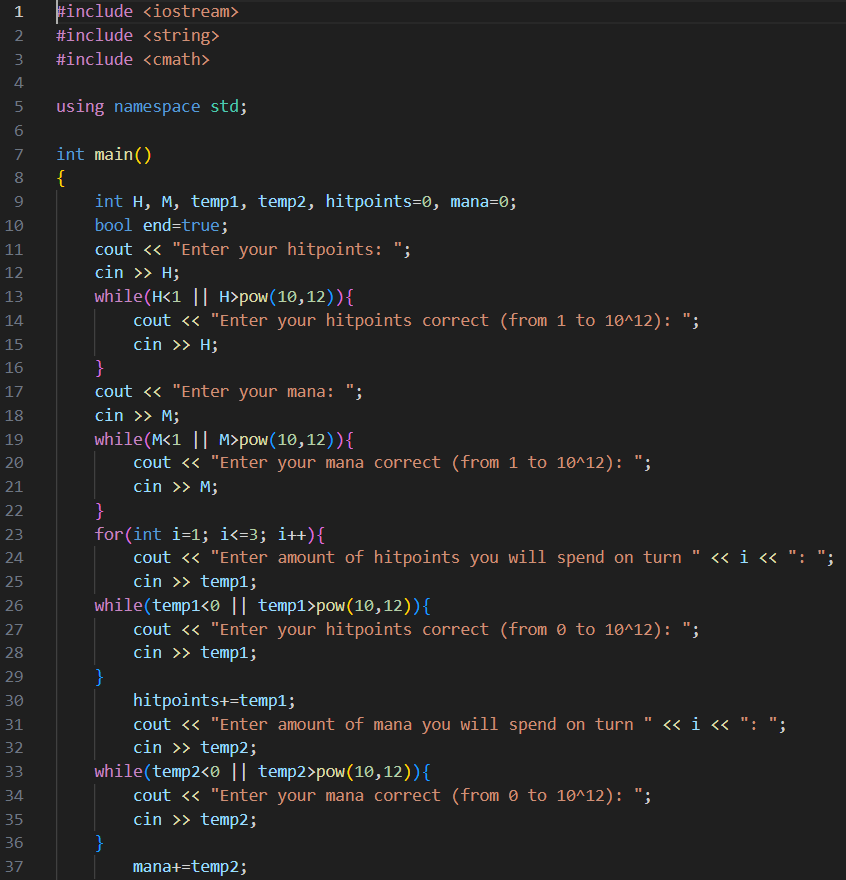 1 #include <iostream>
2 #include <string>
3 #include <cmath>
4
5 using namespace std;
6
7 int main()
8 {
9     int H, M, temp1, temp2, hitpoints=0, mana=0;
10     bool end=true;
11     cout << "Enter your hitpoints: ";
12     cin >> H;
13     while(H<1 || H>pow(10,12)){
14         cout << "Enter your hitpoints correct (from 1 to 10^12): ";
15         cin >> H;
16     }
17     cout << "Enter your mana: ";
18     cin >> M;
19     while(M<1 || M>pow(10,12)){
20         cout << "Enter your mana correct (from 1 to 10^12): ";
21         cin >> M;
22     }
23     for(int i=1; i<=3; i++){
24         cout << "Enter amount of hitpoints you will spend on turn " << i << ": ";
25         cin >> temp1;
26     while(temp1<0 || temp1>pow(10,12)){
27         cout << "Enter your hitpoints correct (from 0 to 10^12): ";
28         cin >> temp1;
29     }
30         hitpoints+=temp1;
31         cout << "Enter amount of mana you will spend on turn " << i << ": ";
32         cin >> temp2;
33     while(temp2<0 || temp2>pow(10,12)){
34         cout << "Enter your mana correct (from 0 to 10^12): ";
35         cin >> temp2;
36     }
37         mana+=temp2;